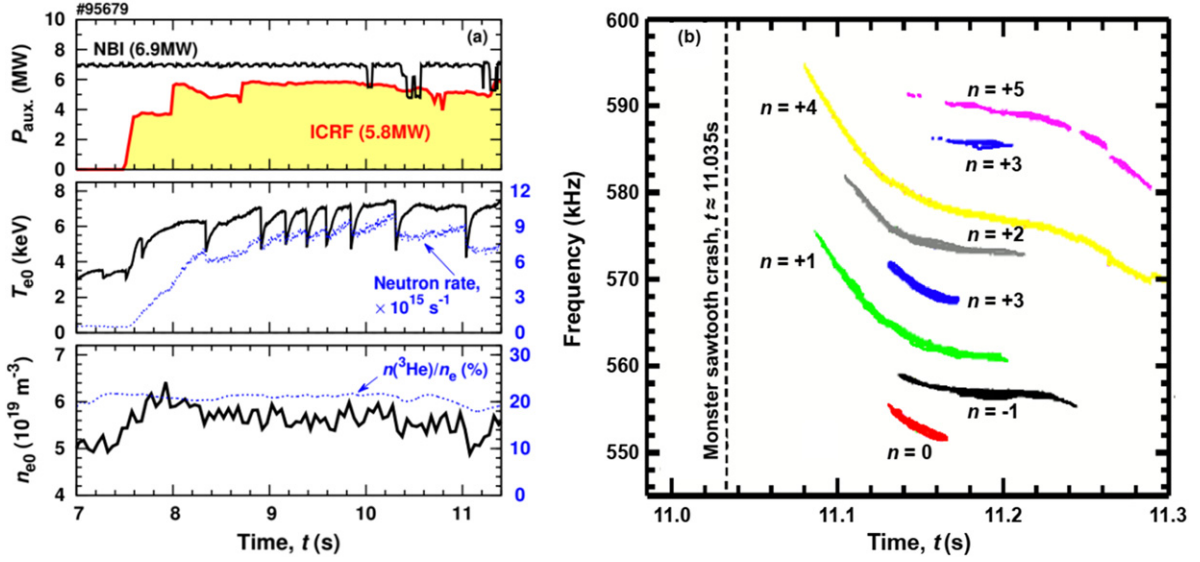 #95679
(a)
NBI (6.9MW)
ICRF (5.8MW)
P_aux. (MW)
10
8
6
4
2
0
T_e0 (keV)
8
6
4
2
0
12
9
6
3
0
Neutron rate,
× 10^15 s^-1
n_e0 (10^19 m^-3)
7
6
5
4
30
20
10
0
n(^3He)/n_e (%)
7 8 9 10 11
Time, t (s)
(b)
Frequency (kHz)
600
590
580
570
560
550
Monster sawtooth crash, t ≈ 11.035s
n = +5
n = +4
n = +3
n = +2
n = +1
n = +3
n = -1
n = 0
11.0 11.1 11.2 11.3
Time, t (s)